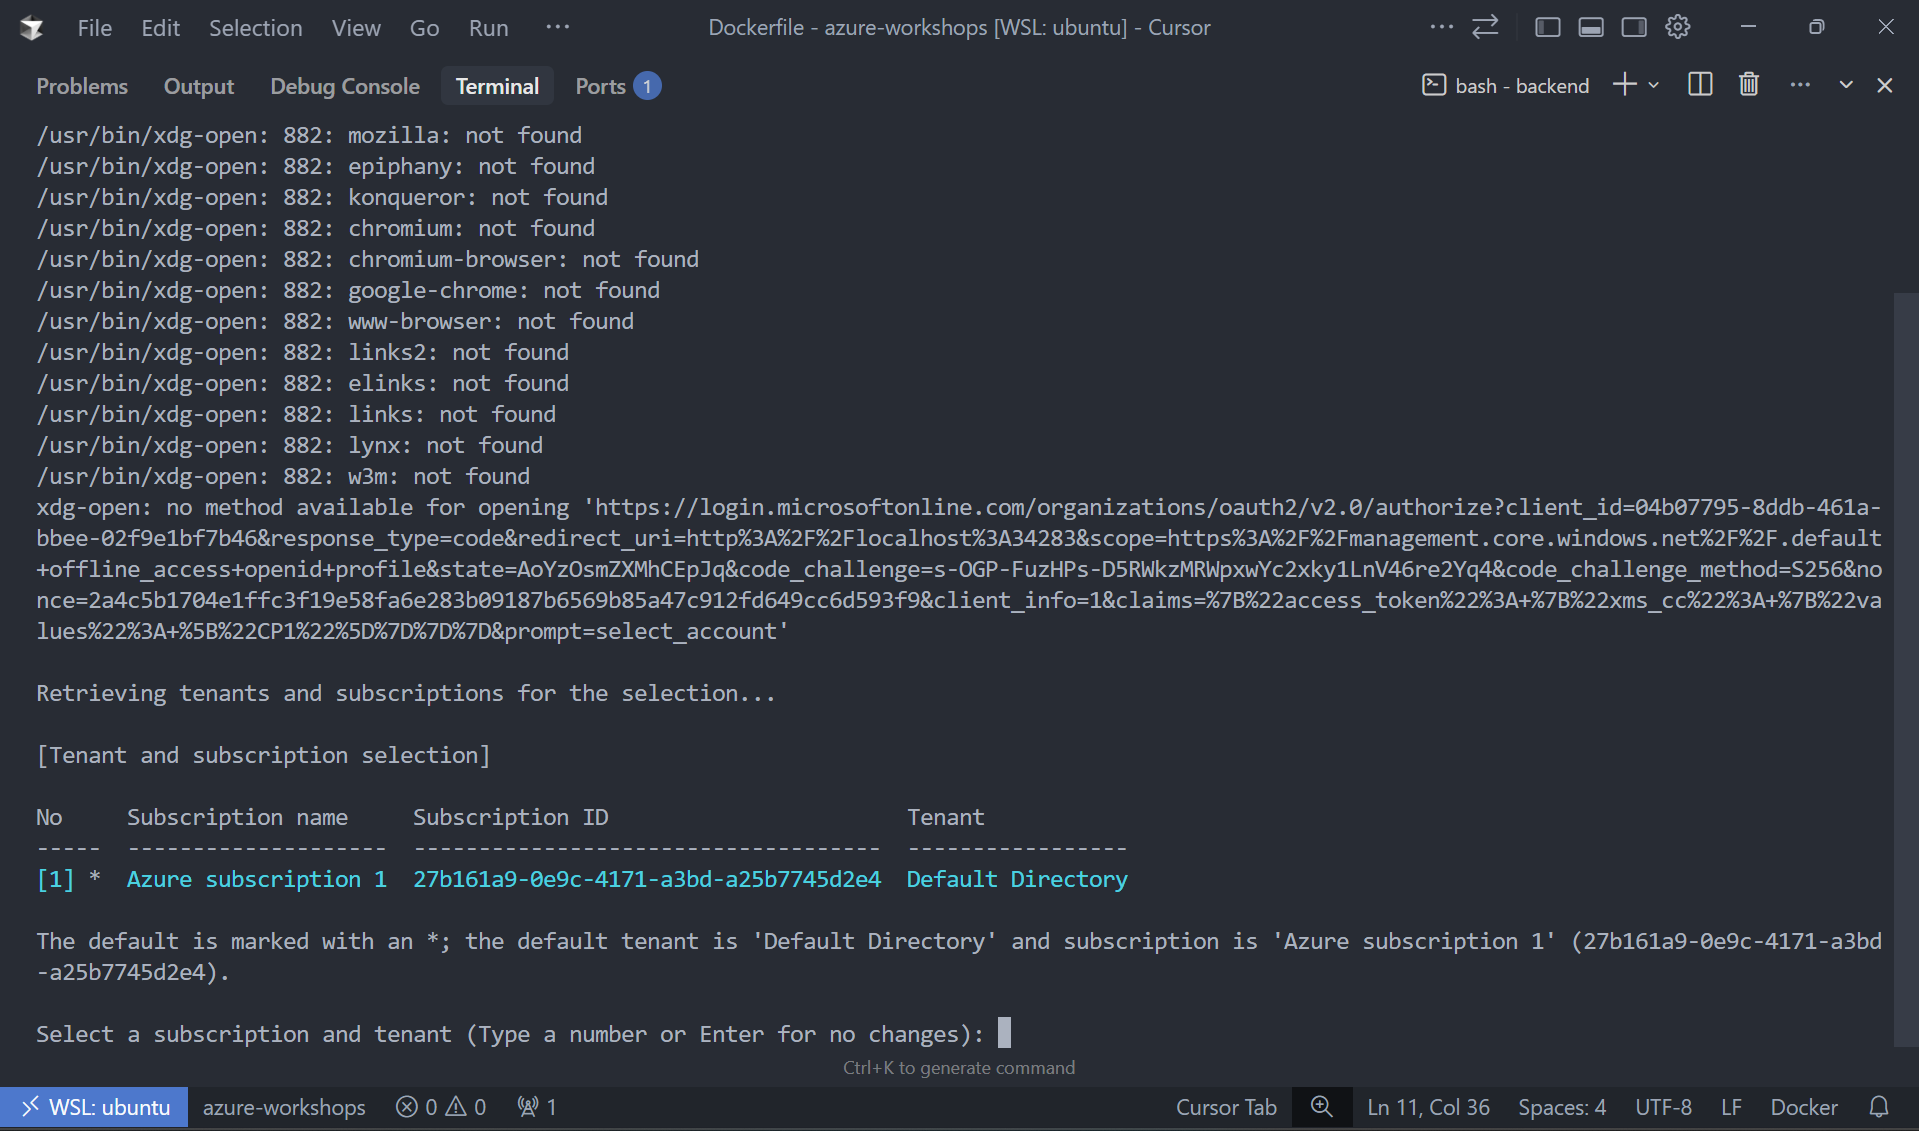 File Edit Selection View Go Run ··· Dockerfile - azure-workshops [WSL: ubuntu] - Cursor ···
Problems Output Debug Console Terminal Ports 1 bash - backend ···
/usr/bin/xdg-open: 882: mozilla: not found
/usr/bin/xdg-open: 882: epiphany: not found
/usr/bin/xdg-open: 882: konqueror: not found
/usr/bin/xdg-open: 882: chromium: not found
/usr/bin/xdg-open: 882: chromium-browser: not found
/usr/bin/xdg-open: 882: google-chrome: not found
/usr/bin/xdg-open: 882: www-browser: not found
/usr/bin/xdg-open: 882: links2: not found
/usr/bin/xdg-open: 882: elinks: not found
/usr/bin/xdg-open: 882: links: not found
/usr/bin/xdg-open: 882: lynx: not found
/usr/bin/xdg-open: 882: w3m: not found
xdg-open: no method available for opening 'https://login.microsoftonline.com/organizations/oauth2/v2.0/authorize?client_id=04b07795-8ddb-461a-
bbee-02f9e1bf7b46&response_type=code&redirect_uri=http%3A%2F%2Flocalhost%3A34283&scope=https%3A%2F%2Fmanagement.core.windows.net%2F%2F.default
+offline_access+openid+profile&state=AoYzOsmZXMhCEpJq&code_challenge=s-OGP-FuzHPs-D5RWkzMRWpxwYc2xky1LnV46re2Yq4&code_challenge_method=S256&no
nce=2a4c5b1704e1ffc3f19e58fa6e283b09187b6569b85a47c912fd649cc6d593f9&client_info=1&claims=%7B%22access_token%22%3A+%7B%22xms_cc%22%3A+%7B%22va
lues%22%3A+%5B%22CP1%22%5D%7D%7D%7D&prompt=select_account'
Retrieving tenants and subscriptions for the selection...
[Tenant and subscription selection]
No Subscription name Subscription ID Tenant
----- -------------------- ------------------------------------ -----------------
[1] * Azure subscription 1 27b161a9-0e9c-4171-a3bd-a25b7745d2e4 Default Directory
The default is marked with an *; the default tenant is 'Default Directory' and subscription is 'Azure subscription 1' (27b161a9-0e9c-4171-a3bd
-a25b7745d2e4).
Select a subscription and tenant (Type a number or Enter for no changes):
Ctrl+K to generate command
WSL: ubuntu azure-workshops 0 0 1 Cursor Tab Ln 11, Col 36 Spaces: 4 UTF-8 LF Docker